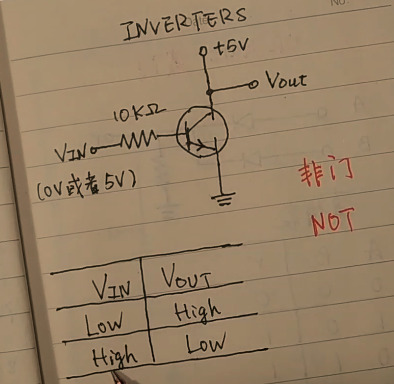 INVERTERS
+5V
Vout
10KΩ
VIN
(0V或者5V)
非门
NOT
VIN VOUT
Low High
High Low